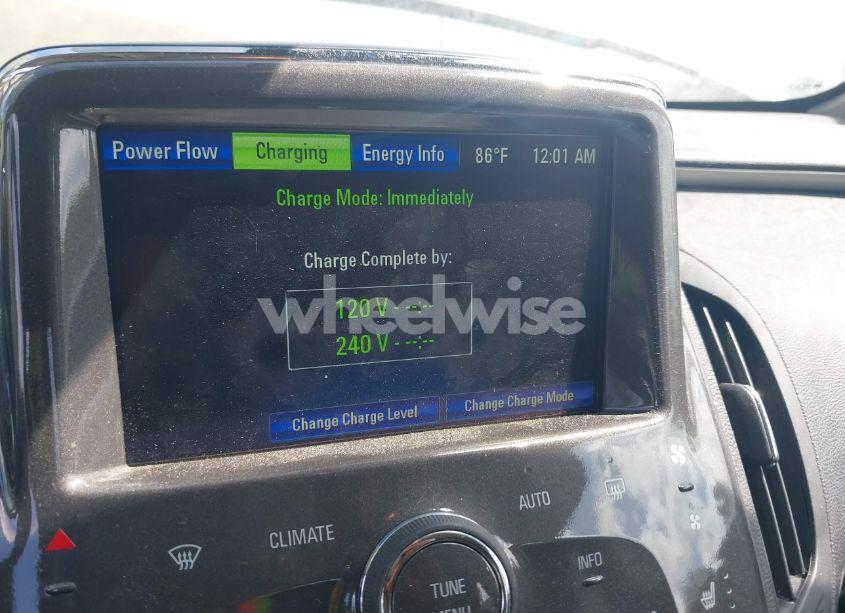 Power Flow Charging Energy Info 86°F 12:01 AM
Charge Mode: Immediately
Charge Complete by:
120 V - --:--
wheelwise
240 V - --:--
Change Charge Level Change Charge Mode
AUTO
CLIMATE
INFO
TUNE
MENU